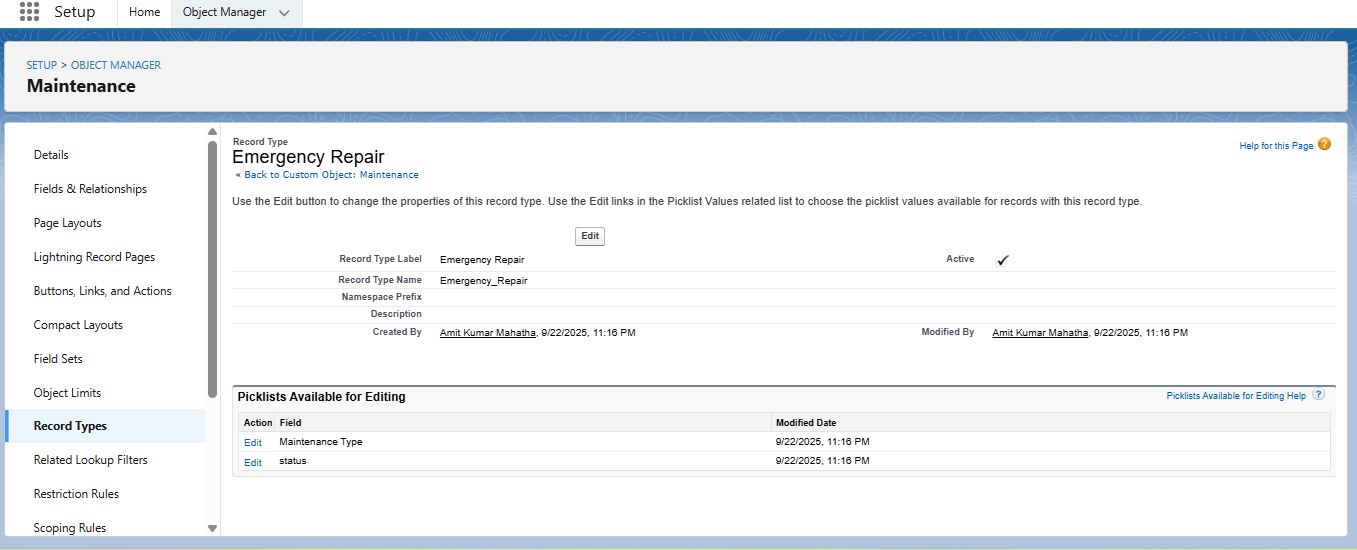 Setup
Home
Object Manager
SETUP > OBJECT MANAGER
Maintenance
Details
Fields & Relationships
Page Layouts
Lightning Record Pages
Buttons, Links, and Actions
Compact Layouts
Field Sets
Object Limits
Record Types
Related Lookup Filters
Restriction Rules
Scoping Rules
Record Type
Emergency Repair
« Back to Custom Object: Maintenance
Help for this Page ?
Use the Edit button to change the properties of this record type. Use the Edit links in the Picklist Values related list to choose the picklist values available for records with this record type.
Edit
Record Type Label Emergency Repair Active ✓
Record Type Name Emergency_Repair
Namespace Prefix
Description
Created By Amit Kumar Mahatha, 9/22/2025, 11:16 PM Modified By Amit Kumar Mahatha, 9/22/2025, 11:16 PM
Picklists Available for Editing Picklists Available for Editing Help ?
Action Field Modified Date
Edit Maintenance Type 9/22/2025, 11:16 PM
Edit status 9/22/2025, 11:16 PM